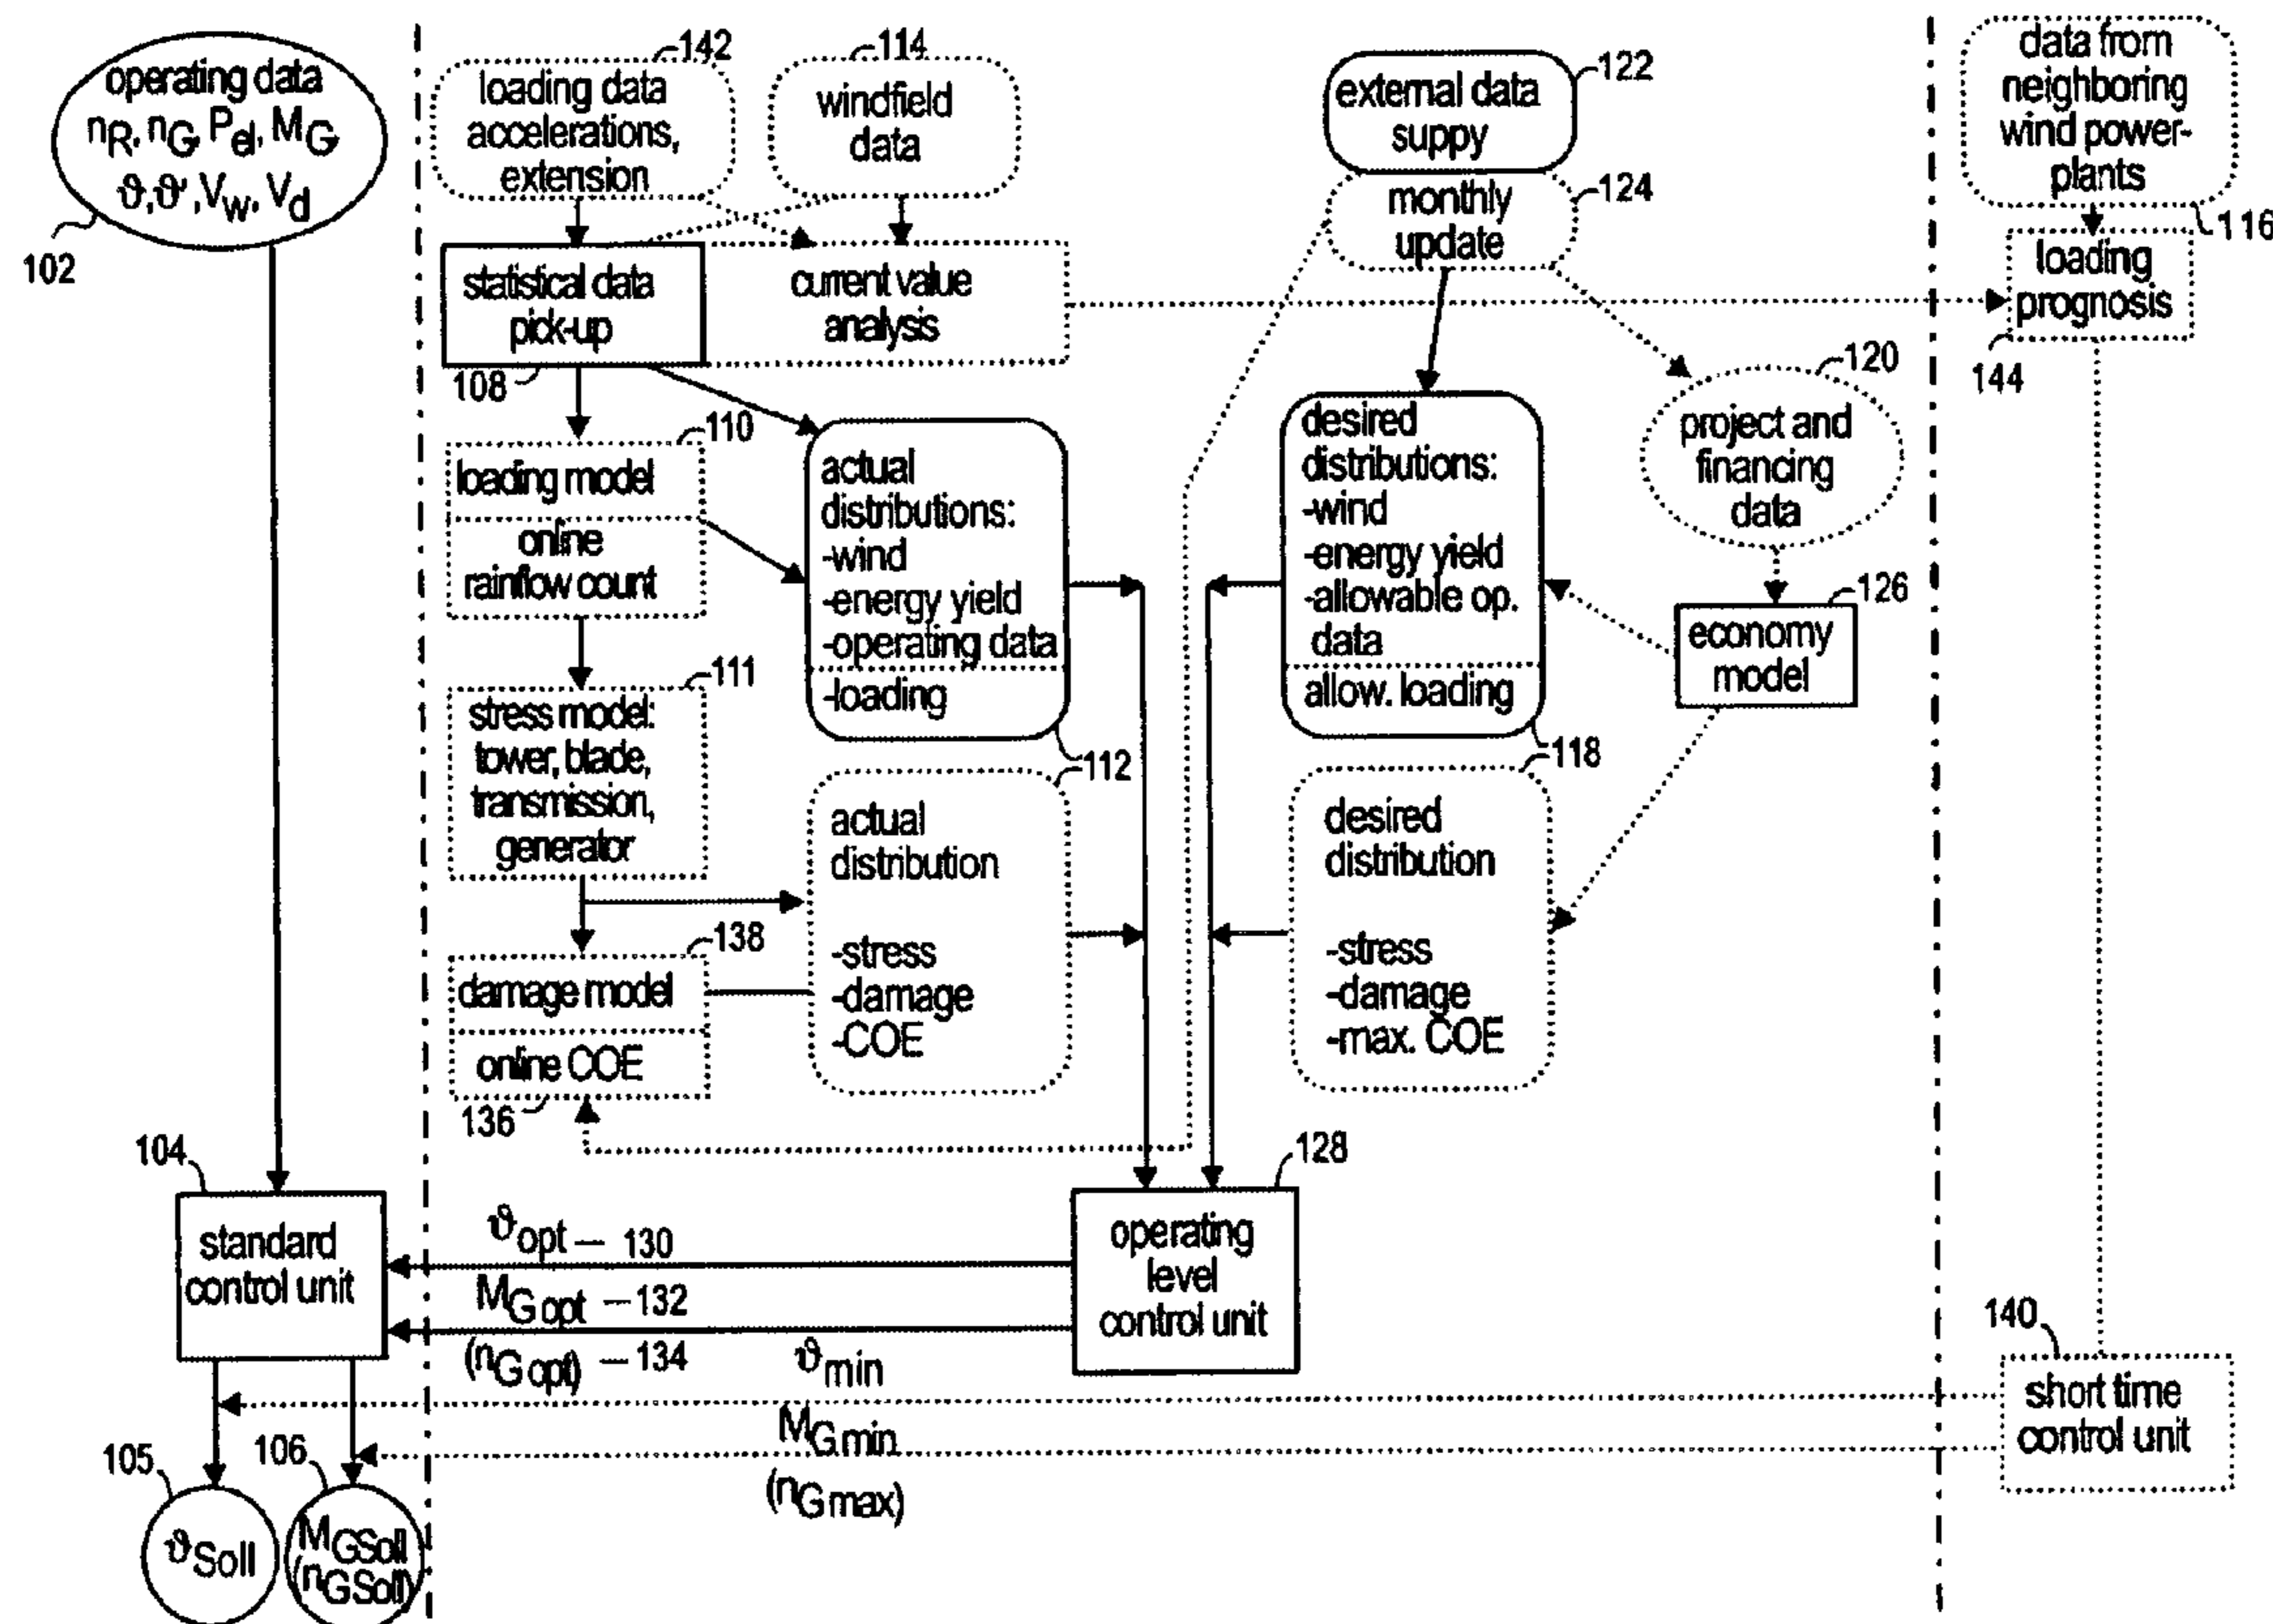 operating data
nR, nG, Pel, MG,
ϑ, ϑ', Vw, Vd
102
loading data
accelerations,
extension
142
windfield
data
114
external data
suppy
122
monthly
update
124
data from
neighboring
wind power-
plants
116
statistical data
pick-up
108
current value
analysis
loading
prognosis
144
loading model
110
online
rainflow count
actual
distributions:
-wind
-energy yield
-operating data
-loading
112
desired
distributions:
-wind
-energy yield
-allowable op.
data
allow. loading
118
project and
financing
data
120
economy
model
126
stress model:
tower, blade,
transmission,
generator
111
actual
distribution
-stress
-damage
-COE
desired
distribution
-stress
-damage
-max. COE
damage model
138
online COE
136
104
standard
control unit
ϑopt — 130
MGopt — 132
(nGopt) — 134
operating
level
control unit
128
ϑmin
MGmin
(nGmax)
140
short time
control unit
105
ϑSoll
106
MGSoll
(nGSoll)